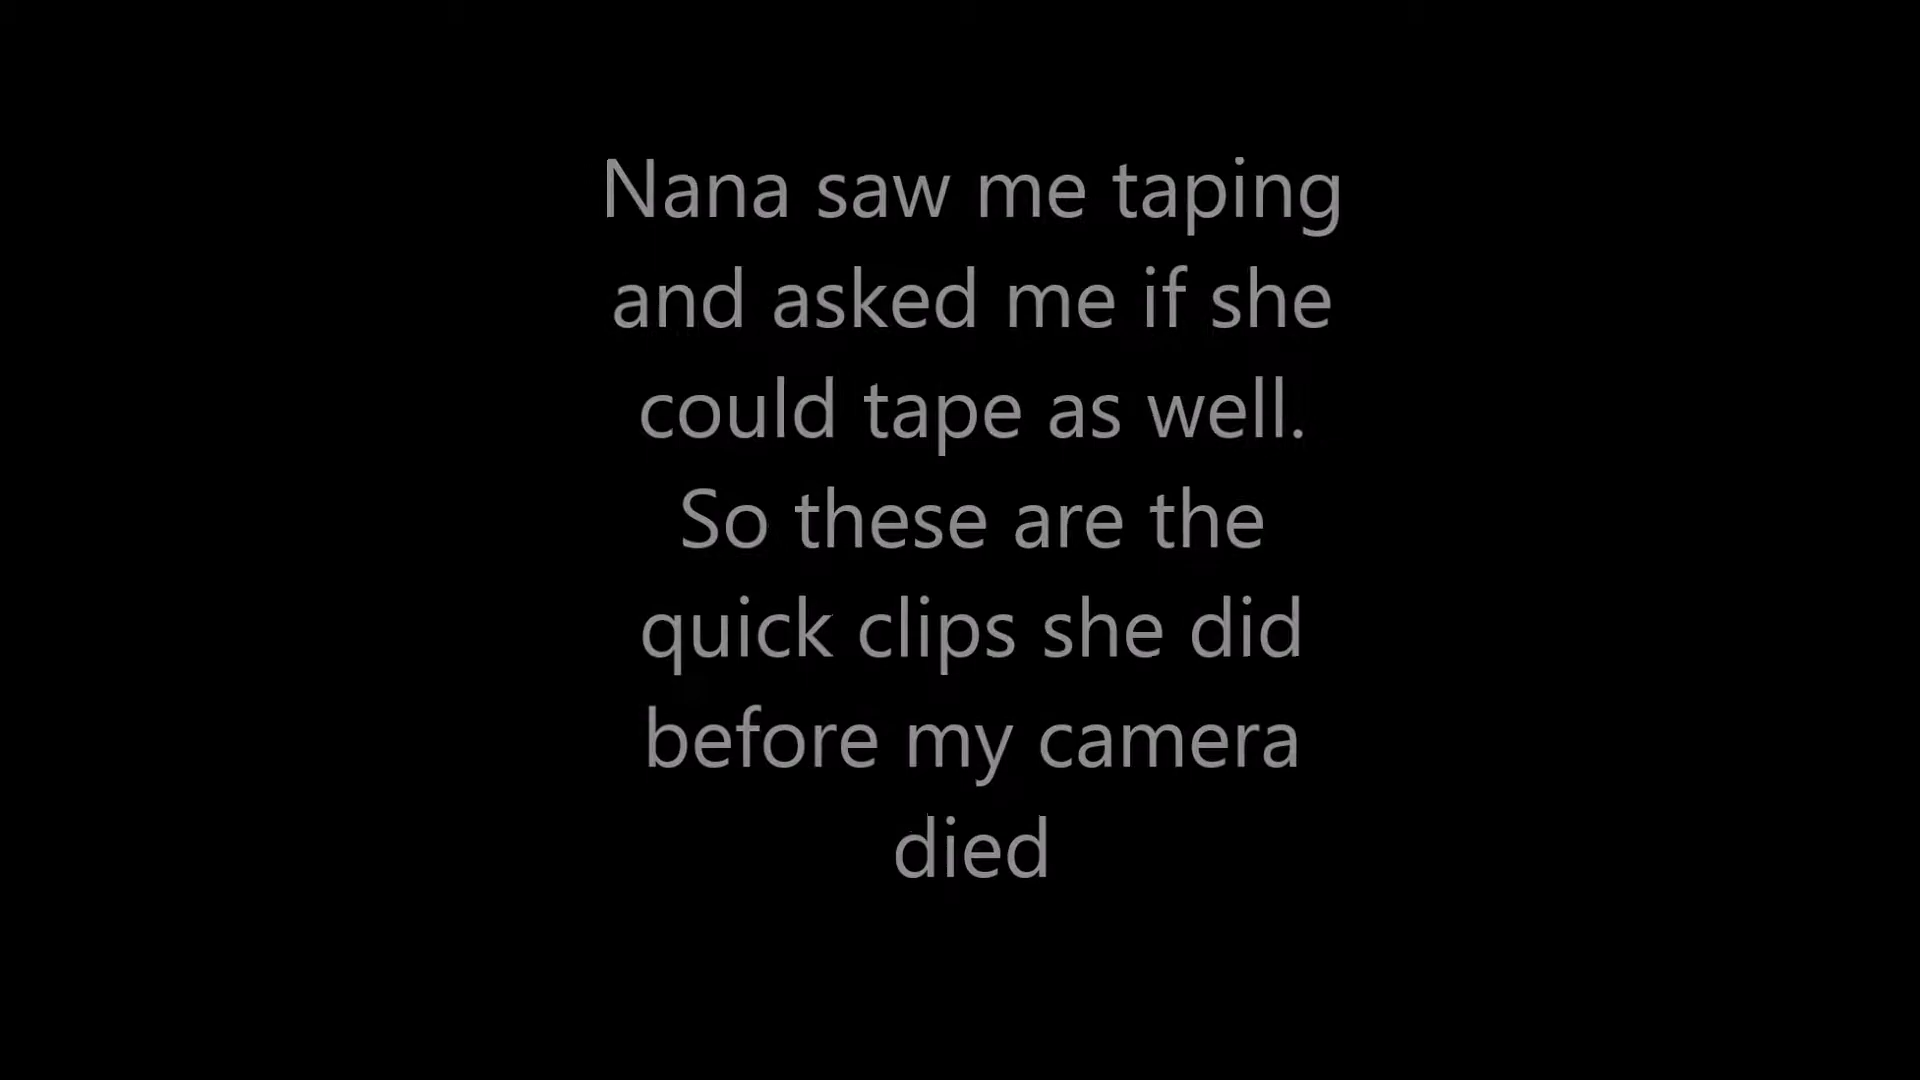 Nana saw me taping
and asked me if she
could tape as well.
So these are the
quick clips she did
before my camera
died